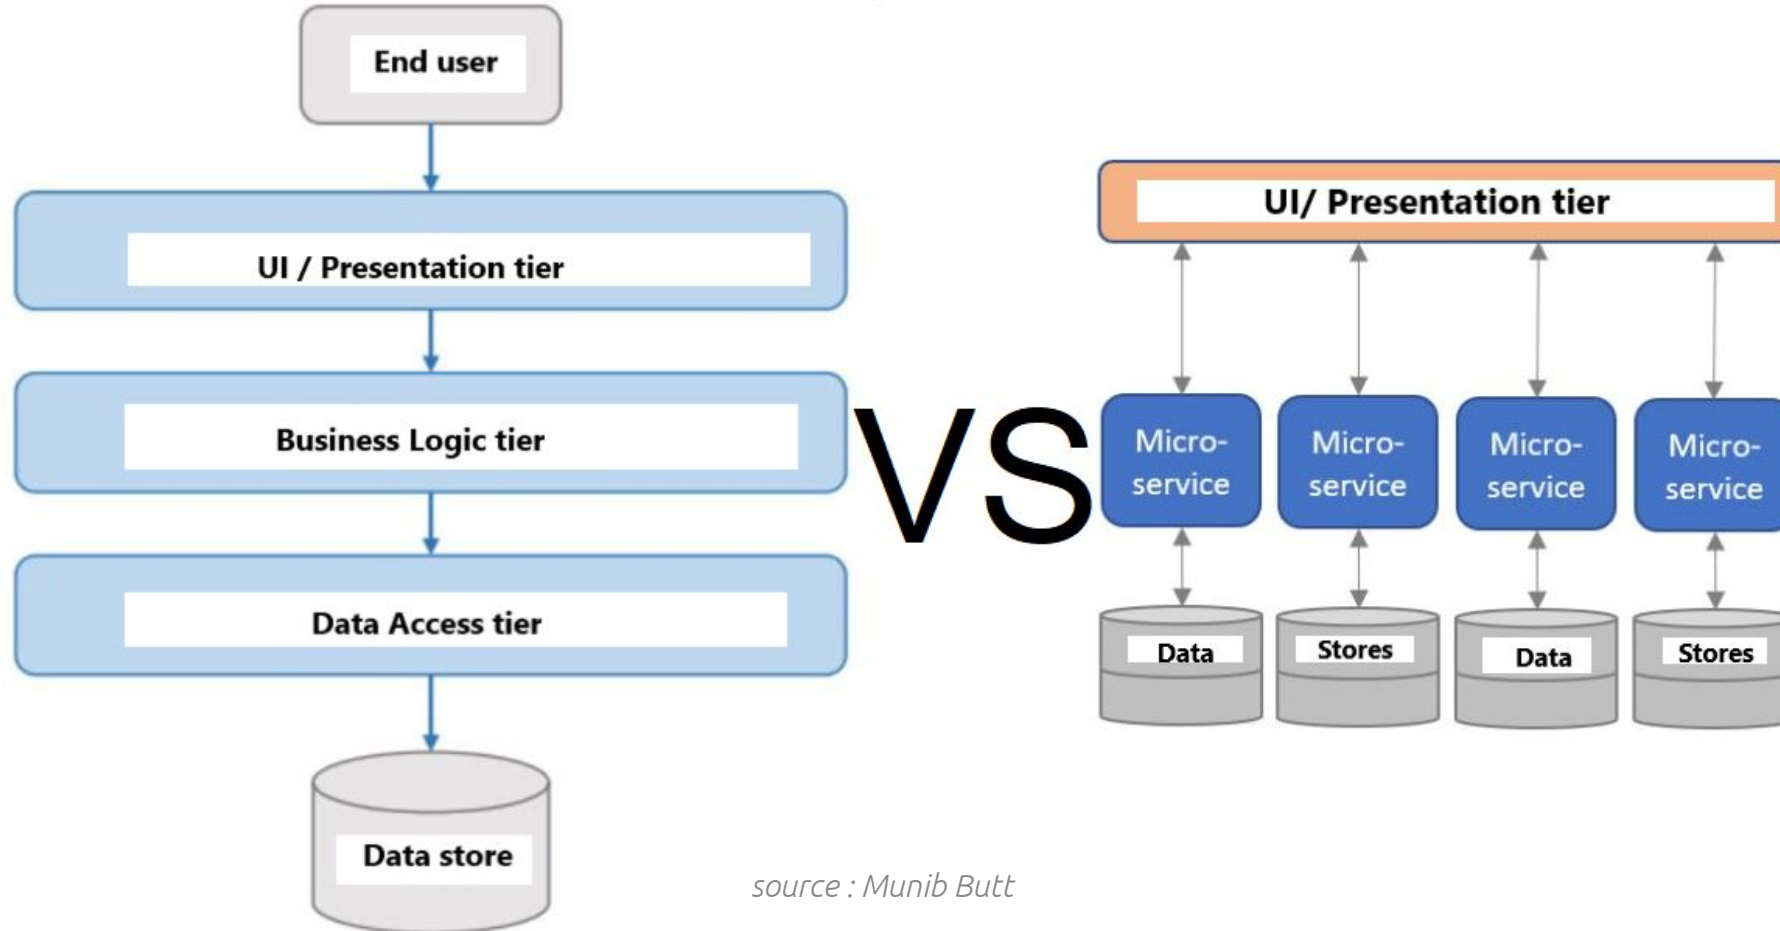 End user
UI / Presentation tier
Business Logic tier
Data Access tier
Data store
VS
UI/ Presentation tier
Micro-
service
Micro-
service
Micro-
service
Micro-
service
Data
Stores
Data
Stores
source : Munib Butt